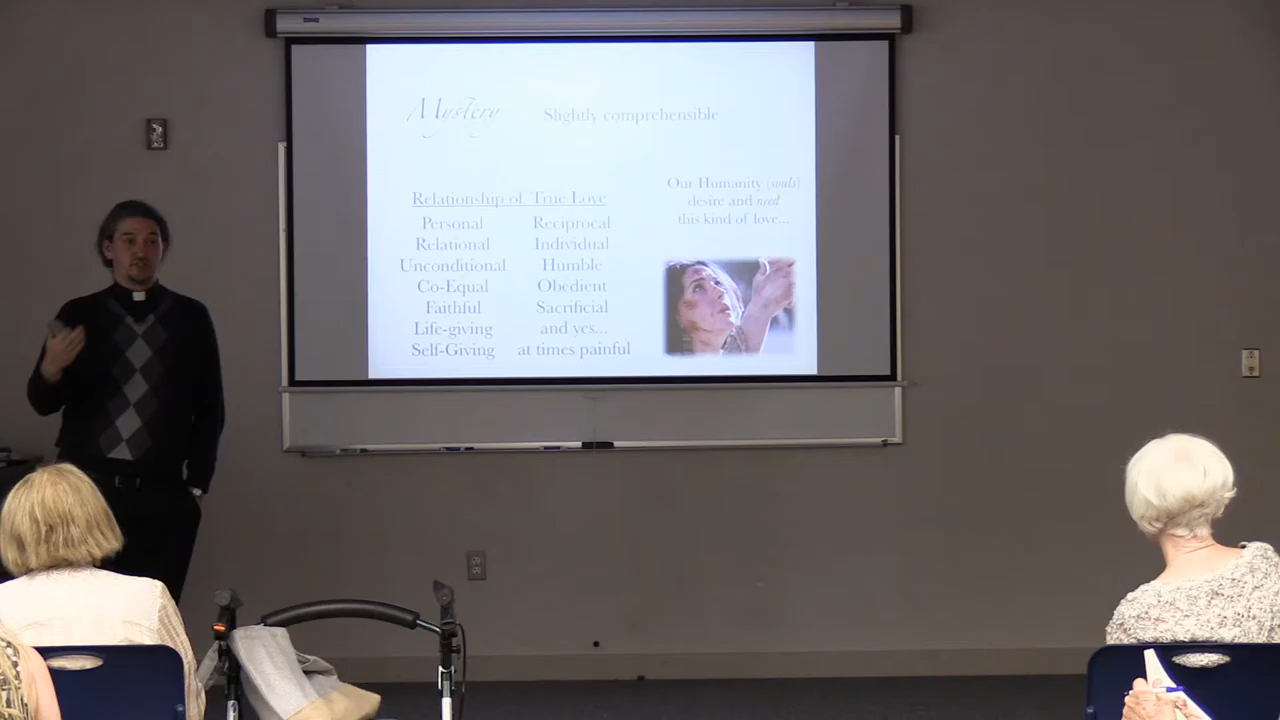 Mystery Slightly comprehensible
Our Humanity (souls)
desire and need
this kind of love...
Relationship of True Love
Personal Reciprocal
Relational Individual
Unconditional Humble
Co-Equal Obedient
Faithful Sacrificial
Life-giving and yes...
Self-Giving at times painful